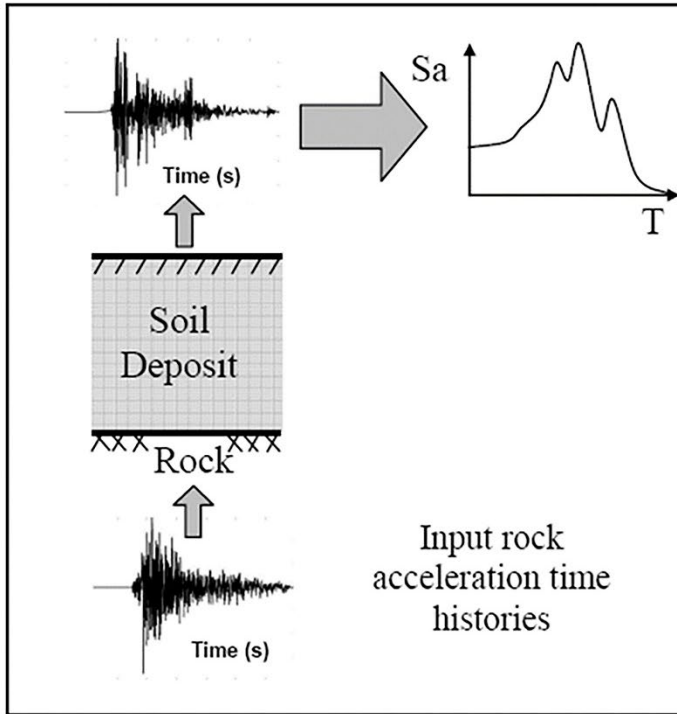 Sa
Time (s)
T
Soil
Deposit
Rock
Input rock
acceleration time
histories
Time (s)